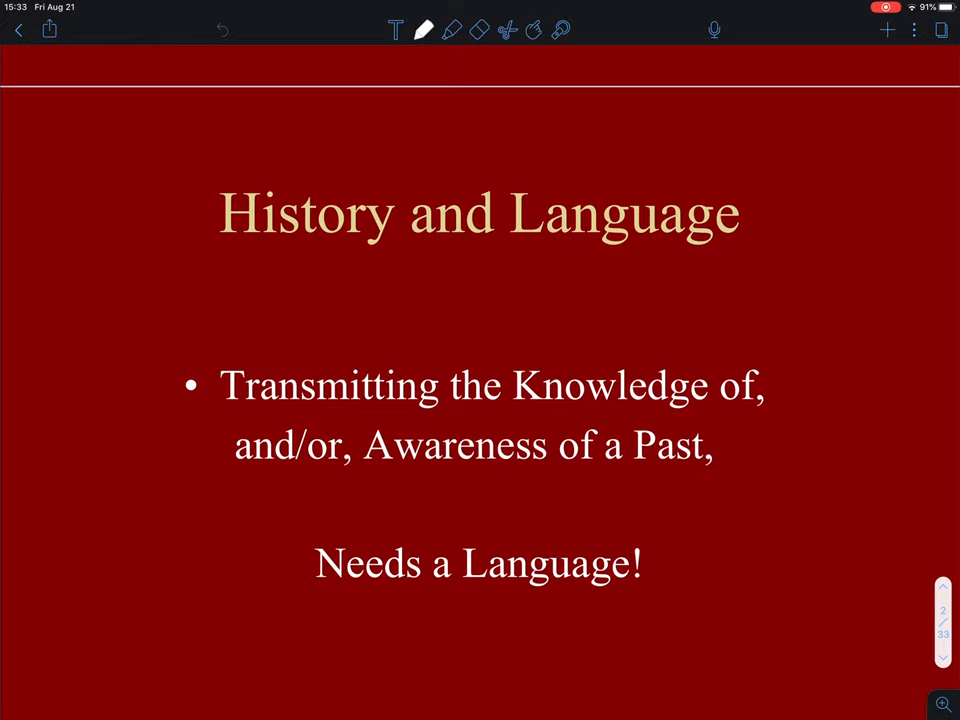 15:33 Fri Aug 21
91%
T
History and Language
• Transmitting the Knowledge of,
and/or, Awareness of a Past,
Needs a Language!
2
/
33